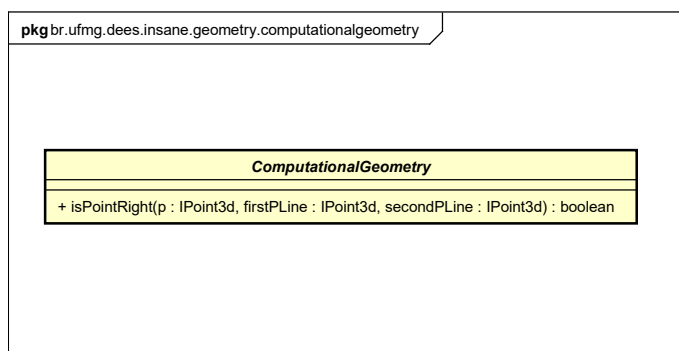 pkg br.ufmg.dees.insane.geometry.computationalgeometry
ComputationalGeometry
+ isPointRight(p : IPoint3d, firstPLine : IPoint3d, secondPLine : IPoint3d) : boolean